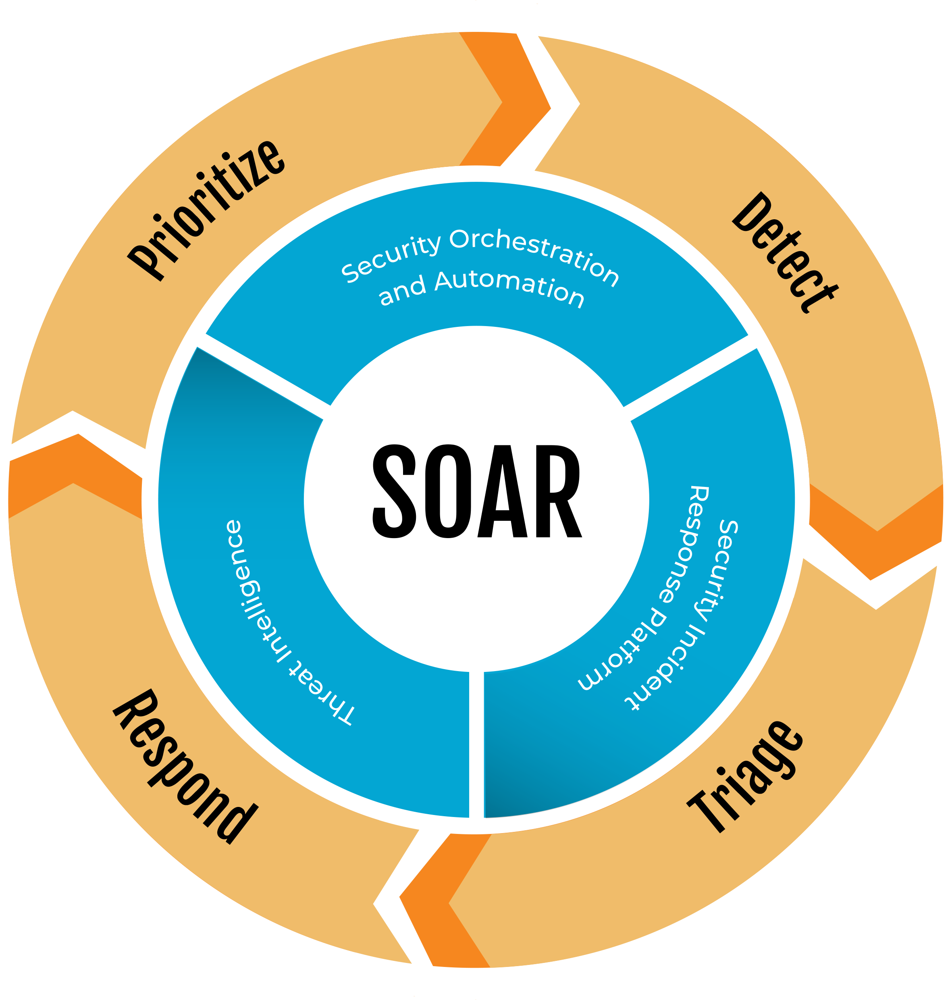 Prioritize
Detect
Security Orchestration
and Automation
SOAR
Security Incident
Response Platform
Threat Intelligence
Respond
Triage